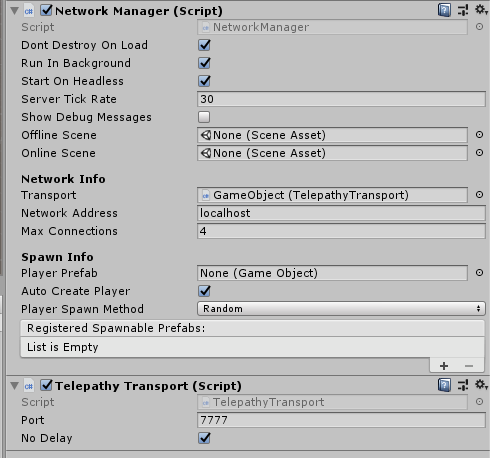 Network Manager (Script)
Script NetworkManager
Dont Destroy On Load
Run In Background
Start On Headless
Server Tick Rate 30
Show Debug Messages
Offline Scene None (Scene Asset)
Online Scene None (Scene Asset)
Network Info
Transport GameObject (TelepathyTransport)
Network Address localhost
Max Connections 4
Spawn Info
Player Prefab None (Game Object)
Auto Create Player
Player Spawn Method Random
Registered Spawnable Prefabs:
List is Empty
Telepathy Transport (Script)
Script TelepathyTransport
Port 7777
No Delay